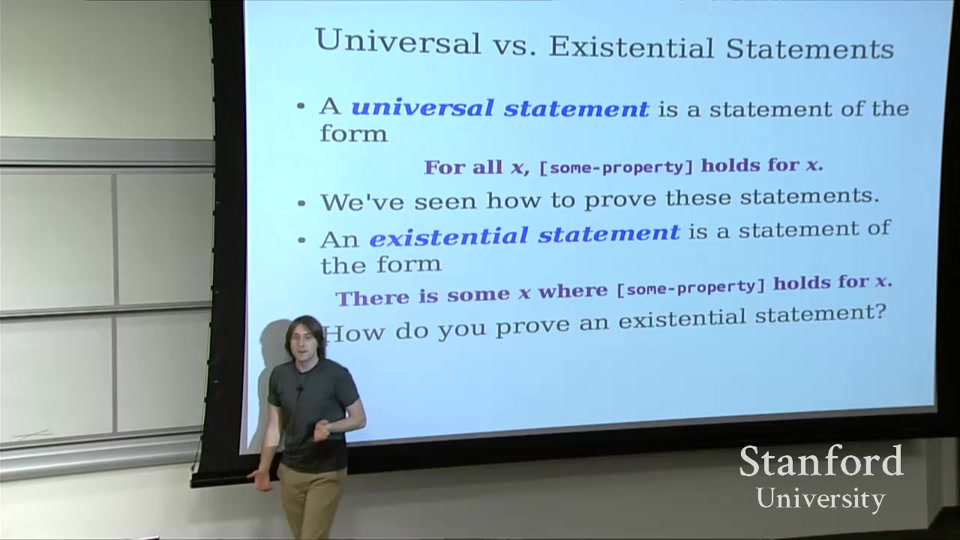 Universal vs. Existential Statements
• A universal statement is a statement of the
form
For all x, [some-property] holds for x.
• We've seen how to prove these statements.
• An existential statement is a statement of
the form
There is some x where [some-property] holds for x.
How do you prove an existential statement?
Stanford
University